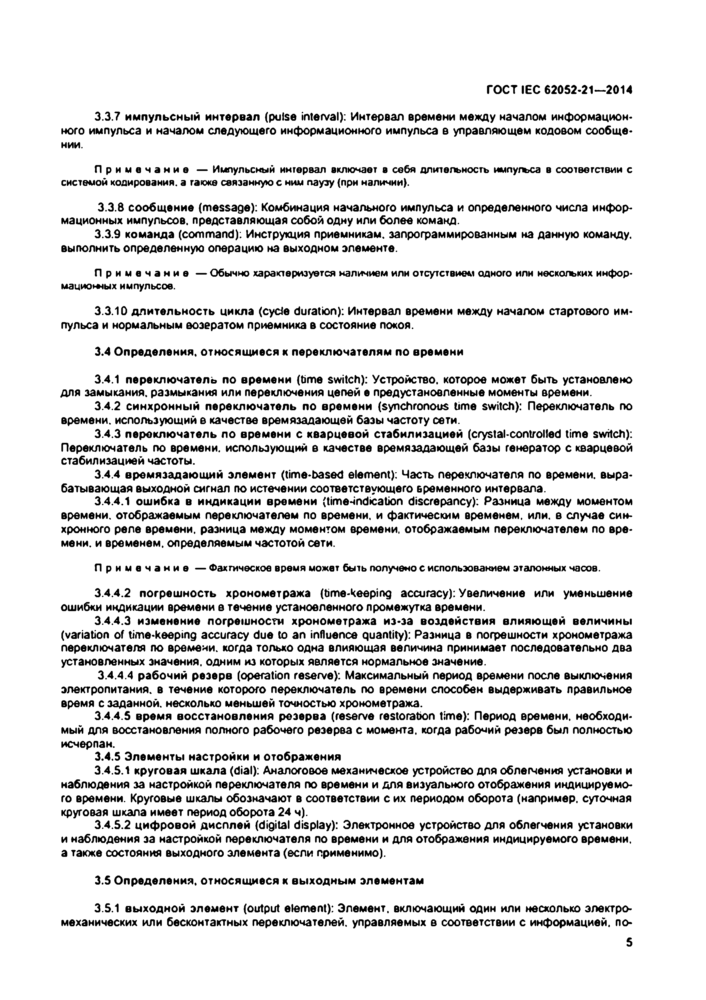 ГОСТ IEC 62052-21—2014
3.3.7 импульсный интервал (pulse interval): Интервал времени между началом информацион-
ного импульса и началом следующего информационного импульса в управляющем кодовом сообще-
нии.
Примечание — Импульсный интервал включает в себя длительность импульса в соответствии с
системой кодирования, а также связанную с ним паузу (при наличии).
3.3.8 сообщение (message): Комбинация начального импульса и определенного числа инфор-
мационных импульсов, представляющая собой одну или более команд.
3.3.9 команда (command): Инструкция приемникам, запрограммированным на данную команду,
выполнить определенную операцию на выходном элементе.
Примечание — Обычно характеризуется наличием или отсутствием одного или нескольких инфор-
мационных импульсов.
3.3.10 длительность цикла (cycle duration): Интервал времени между началом стартового им-
пульса и нормальным возвратом приемника в состояние покоя.
3.4 Определения, относящиеся к переключателям по времени
3.4.1 переключатель по времени (time switch): Устройство, которое может быть установлено
для замыкания, размыкания или переключения цепей в предустановленные моменты времени.
3.4.2 синхронный переключатель по времени (synchronous time switch): Переключатель по
времени, использующий в качестве времязадающей базы частоту сети.
3.4.3 переключатель по времени с кварцевой стабилизацией (crystal-controlled time switch):
Переключатель по времени, использующий в качестве времязадающей базы генератор с кварцевой
стабилизацией частоты.
3.4.4 времязадающий элемент (time-based element): Часть переключателя по времени, выра-
батывающая выходной сигнал по истечении соответствующего временного интервала.
3.4.4.1 ошибка в индикации времени (time-indication discrepancy): Разница между моментом
времени, отображаемым переключателем по времени, и фактическим временем, или, в случае син-
хронного реле времени, разница между моментом времени, отображаемым переключателем по вре-
мени, и временем, определяемым частотой сети.
Примечание — Фактическое время может быть получено с использованием эталонных часов.
3.4.4.2 погрешность хронометража (time-keeping accuracy): Увеличение или уменьшение
ошибки индикации времени в течение установленного промежутка времени.
3.4.4.3 изменение погрешности хронометража из-за воздействия влияющей величины
(variation of time-keeping accuracy due to an influence quantity): Разница в погрешности хронометража
переключателя по времени, когда только одна влияющая величина принимает последовательно два
установленных значения, одним из которых является нормальное значение.
3.4.4.4 рабочий резерв (operation reserve): Максимальный период времени после выключения
электропитания, в течение которого переключатель по времени способен выдерживать правильное
время с заданной, несколько меньшей точностью хронометража.
3.4.4.5 время восстановления резерва (reserve restoration time): Период времени, необходи-
мый для восстановления полного рабочего резерва с момента, когда рабочий резерв был полностью
исчерпан.
3.4.5 Элементы настройки и отображения
3.4.5.1 круговая шкала (dial): Аналоговое механическое устройство для облегчения установки и
наблюдения за настройкой переключателя по времени и для визуального отображения индицируемо-
го времени. Круговые шкалы обозначают в соответствии с их периодом оборота (например, суточная
круговая шкала имеет период оборота 24 ч).
3.4.5.2 цифровой дисплей (digital display): Электронное устройство для облегчения установки
и наблюдения за настройкой переключателя по времени и для отображения индицируемого времени,
а также состояния выходного элемента (если применимо).
3.5 Определения, относящиеся к выходным элементам
3.5.1 выходной элемент (output element): Элемент, включающий один или несколько электро-
механических или бесконтактных переключателей, управляемых в соответствии с информацией, по-
5